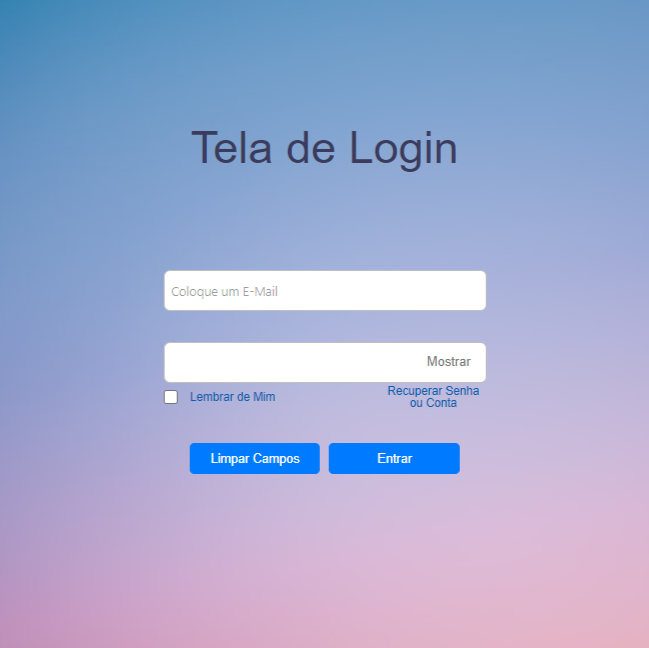 Tela de Login
Coloque um E-Mail
Mostrar
Lembrar de Mim
Recuperar Senha
ou Conta
Limpar Campos
Entrar